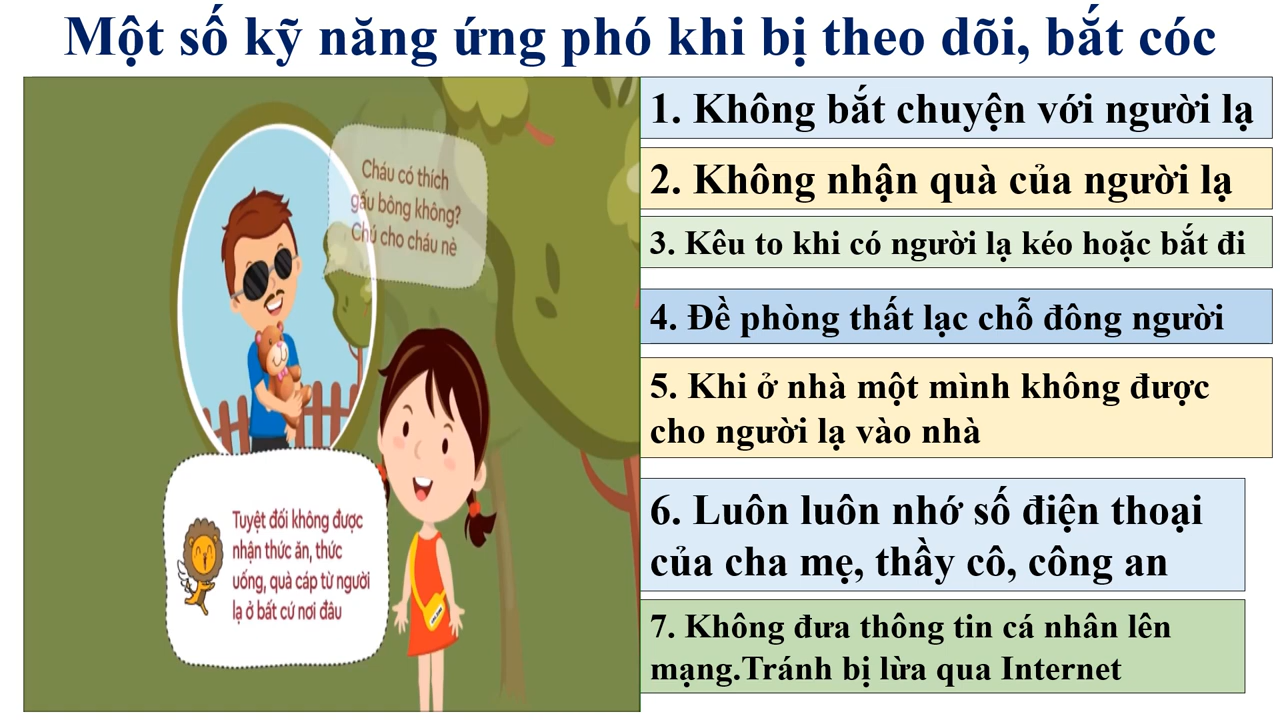 Một số kỹ năng ứng phó khi bị theo dõi, bắt cóc
Cháu có thích
gấu bông không?
Chú cho cháu nè
Tuyệt đối không được
nhận thức ăn, thức
uống, quà cáp từ người
lạ ở bất cứ nơi đâu
1. Không bắt chuyện với người lạ
2. Không nhận quà của người lạ
3. Kêu to khi có người lạ kéo hoặc bắt đi
4. Đề phòng thất lạc chỗ đông người
5. Khi ở nhà một mình không được
cho người lạ vào nhà
6. Luôn luôn nhớ số điện thoại
của cha mẹ, thầy cô, công an
7. Không đưa thông tin cá nhân lên
mạng.Tránh bị lừa qua Internet